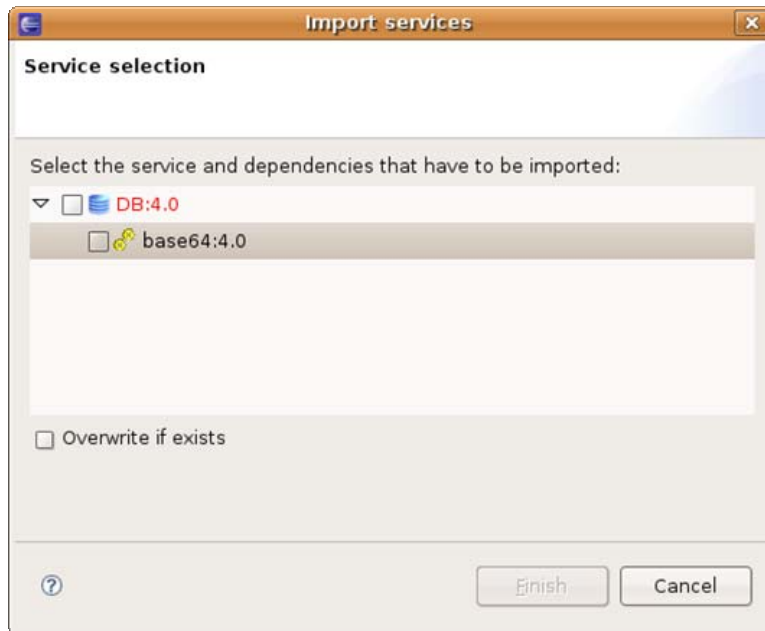 Import services
Service selection
Select the service and dependencies that have to be imported:
DB:4.0
base64:4.0
Overwrite if exists
?
Finish
Cancel